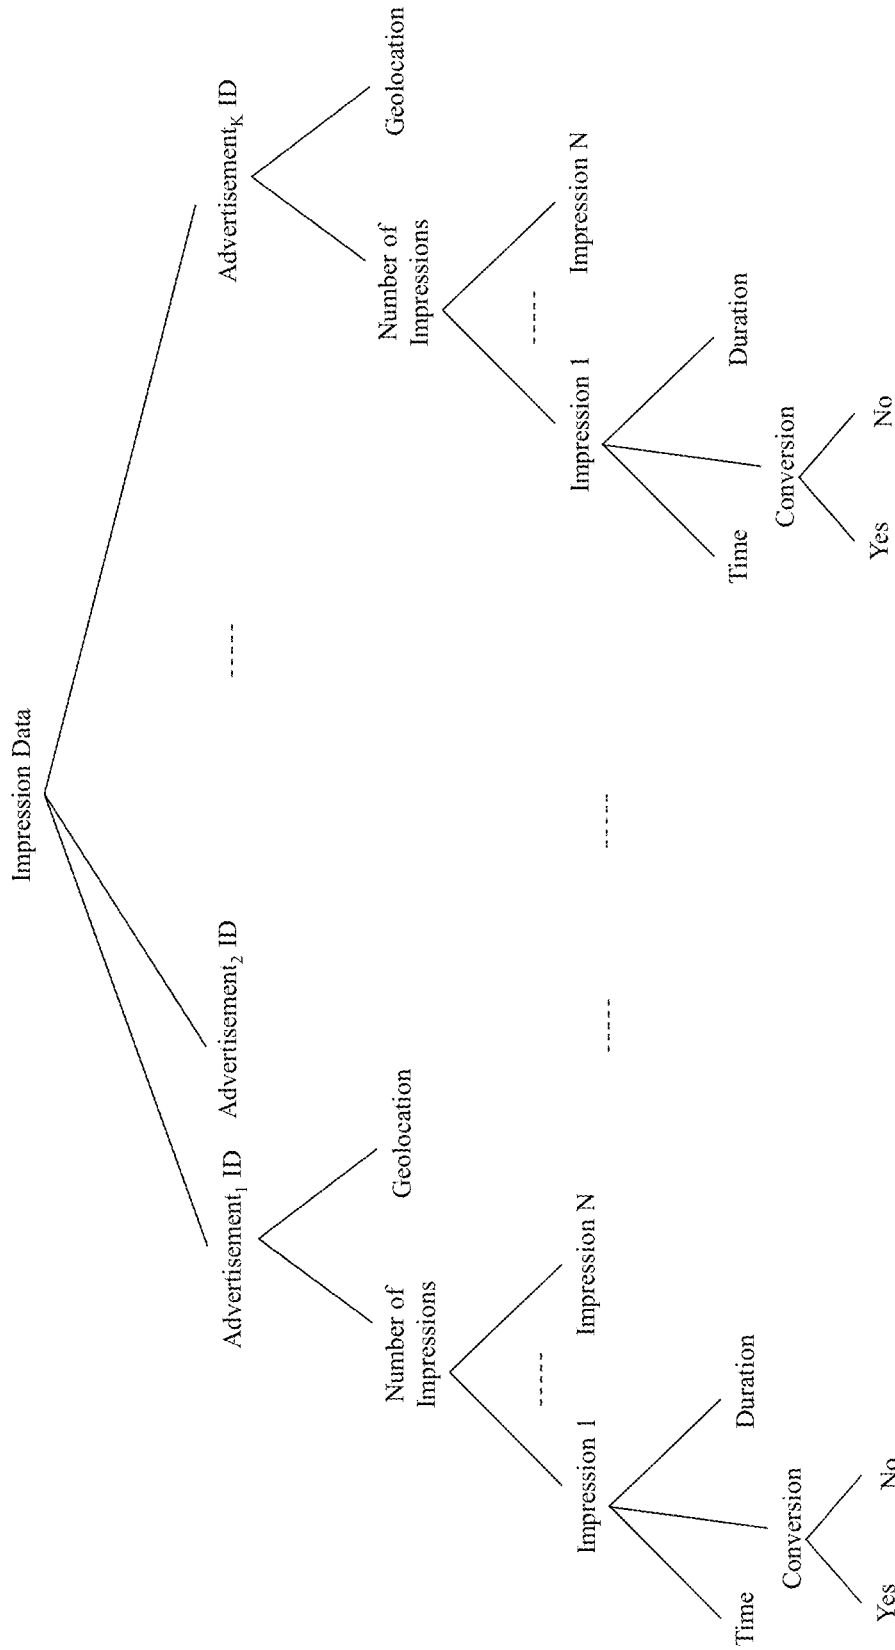 Impression Data
Advertisement1 ID
Advertisement2 ID
-----
AdvertisementK ID
Number of
Impressions
Geolocation
Number of
Impressions
Geolocation
Impression 1
-----
Impression N
-----
-----
Impression 1
-----
Impression N
Time
Conversion
Duration
Time
Conversion
Duration
Yes
No
Yes
No